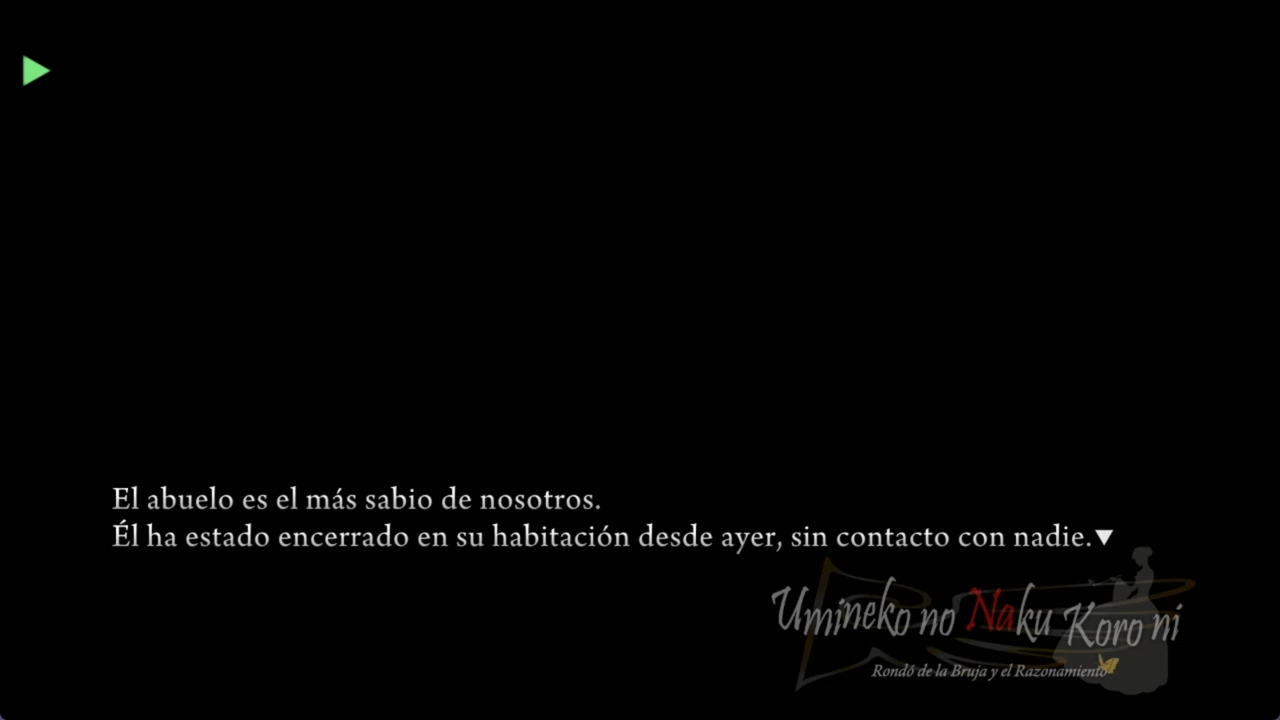 El abuelo es el más sabio de nosotros.
Él ha estado encerrado en su habitación desde ayer, sin contacto con nadie.
Umineko no Naku Koro ni
Rondó de la Bruja y el Razonamiento